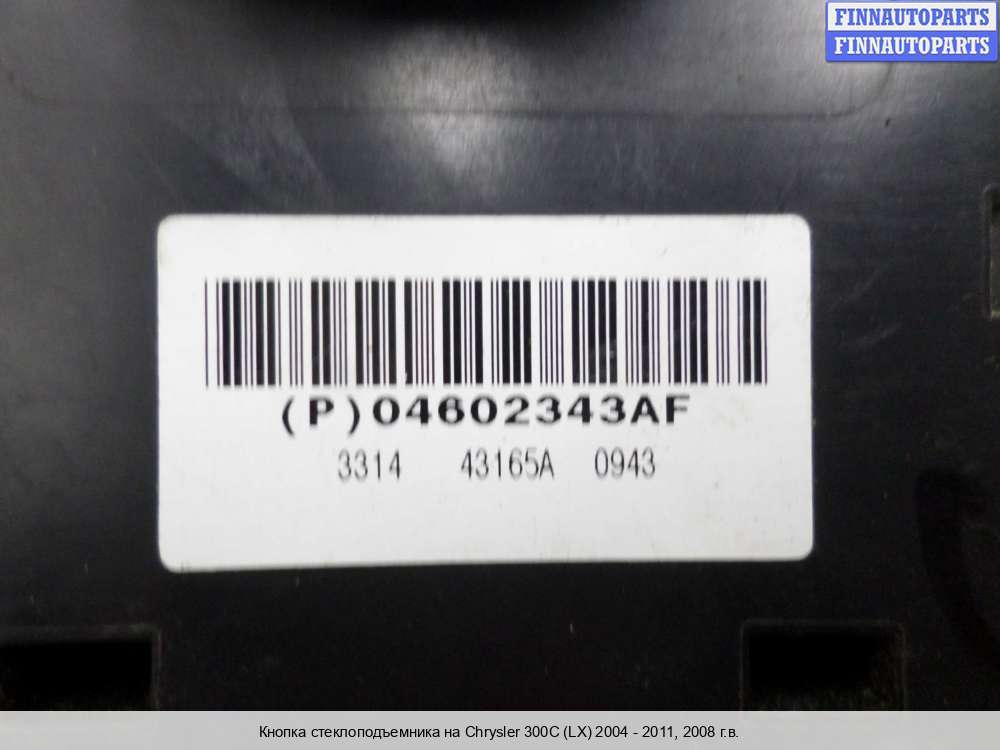 FINNAUTOPARTS
FINNAUTOPARTS
(P)04602343AF
3314 43165A 0943
Кнопка стеклоподъемника на Chrysler 300C (LX) 2004 - 2011, 2008 г.в.